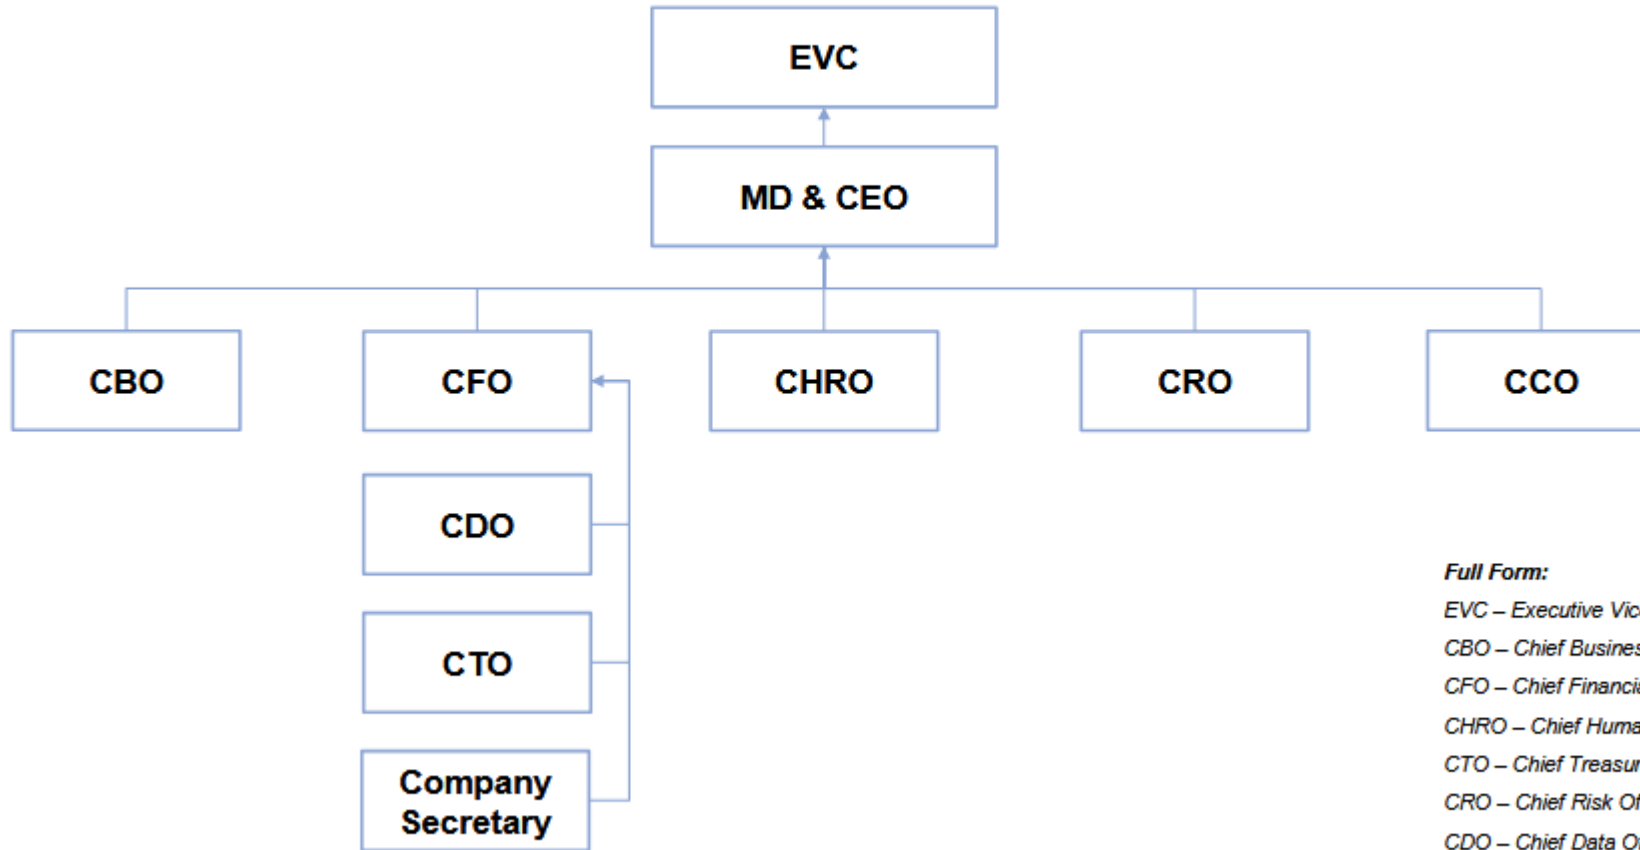 EVC
MD & CEO
CBO
CFO
CHRO
CRO
CCO
CDO
CTO
Company
Secretary
Full Form:
EVC – Executive
CBO – Chief
CFO – Chief
CHRO – Chief
CTO – Chief
CRO – Chief Risk
CDO – Chief Data